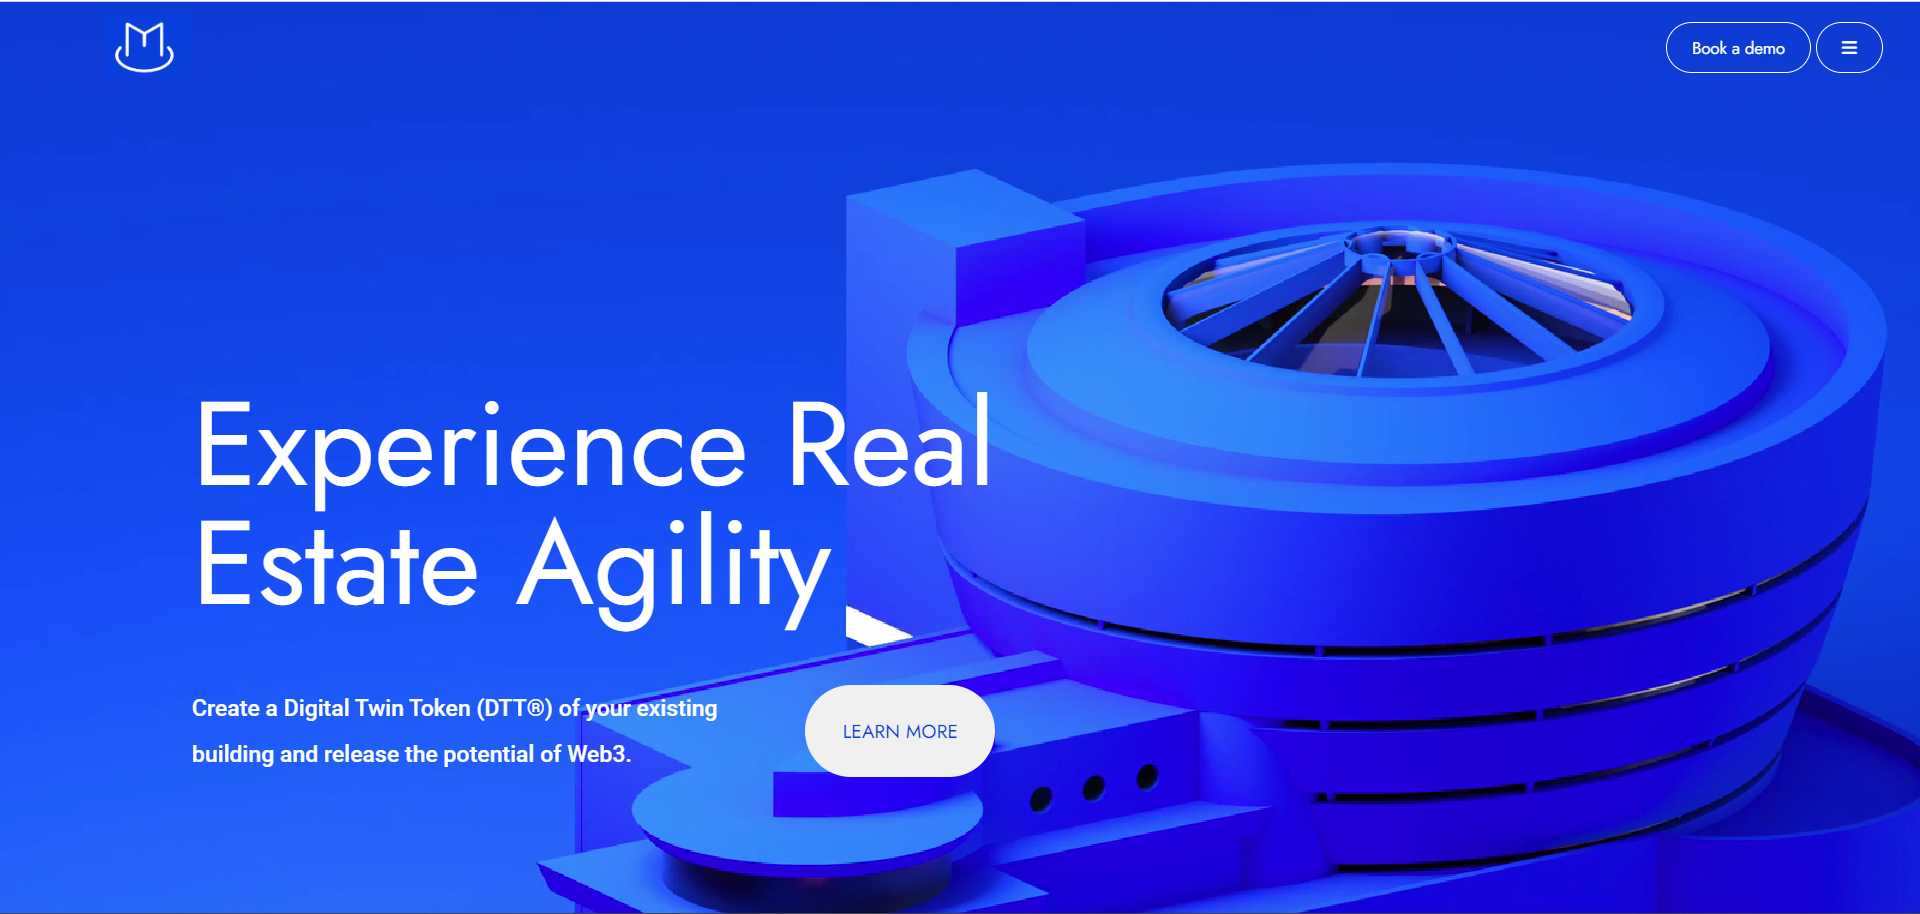 Book a demo
Experience Real
Estate Agility
Create a Digital Twin Token (DTT®) of your existing
building and release the potential of Web3.
LEARN MORE